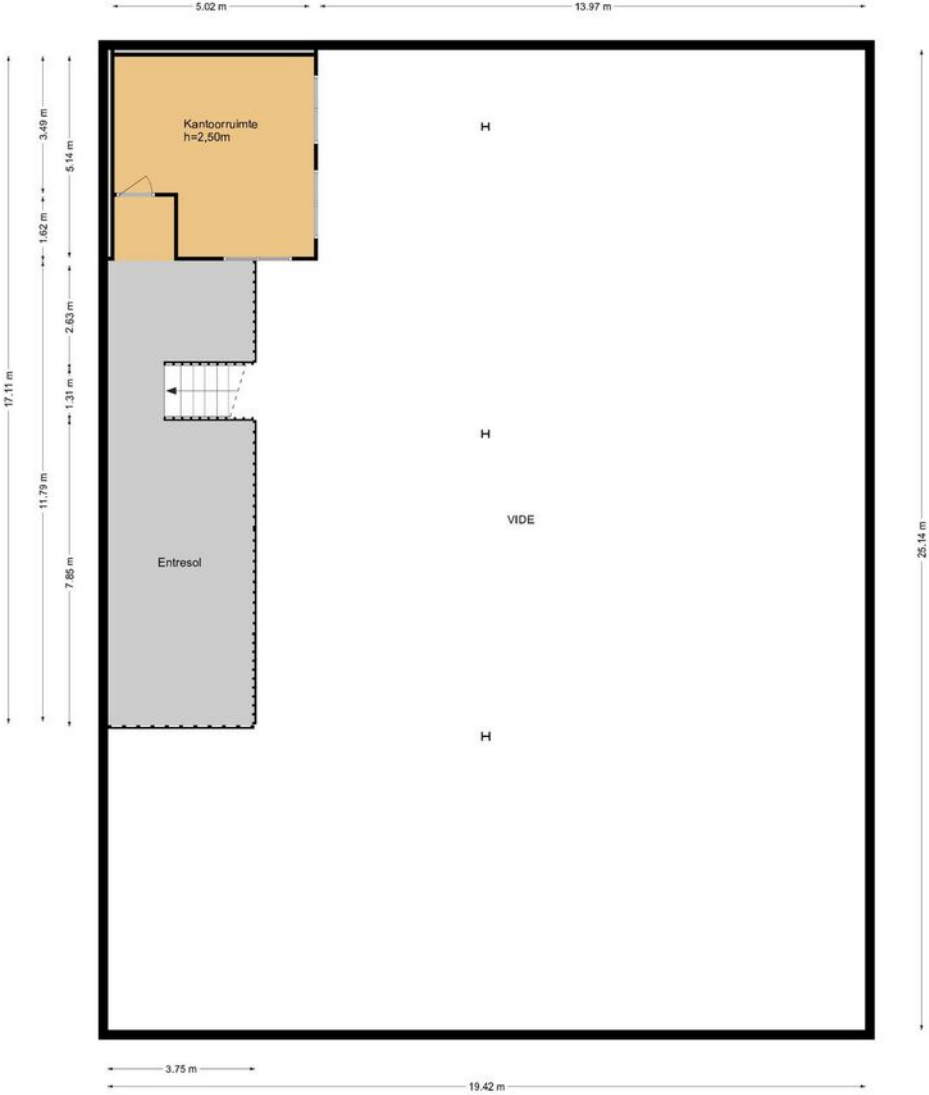 5.02 m
13.97 m
3.49 m
5.14 m
Kantoorruimte
h=2,50m
1.62 m
2.63 m
17.11 m
1.31 m
11.79 m
VIDE
25.14 m
Entresol
7.85 m
3.75 m
19.42 m